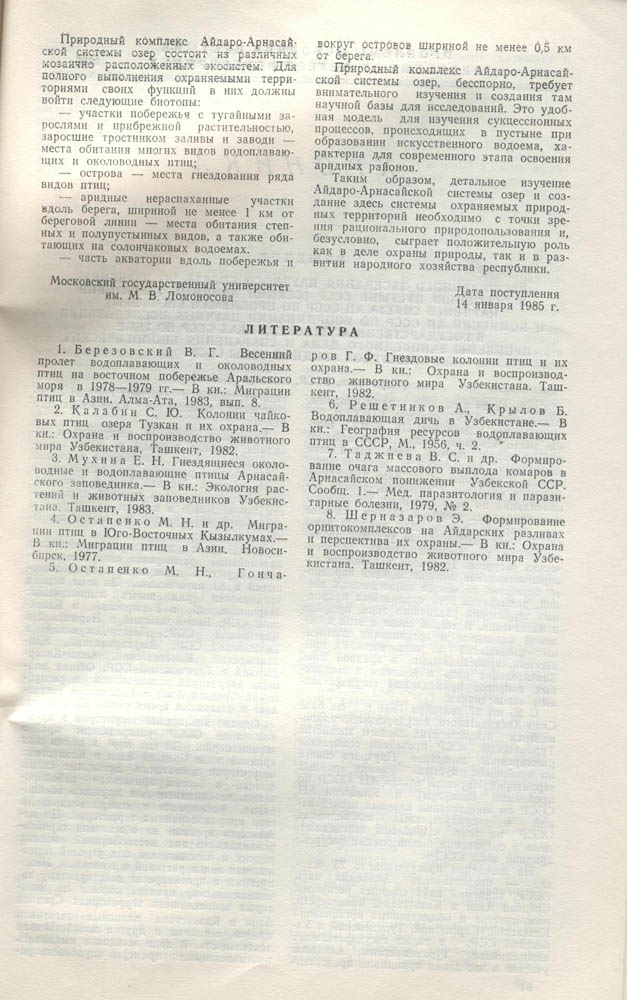 Природный комплекс Айдаро-Арнасай-
ской системы озер состоит из различных
мозаично расположенных экосистем. Для
полного выполнения охраняемыми терри-
ториями своих функций в них должны
войти следующие биотопы:
— участки побережья с тугайными за-
рослями и прибрежной растительностью,
заросшие тростником заливы и заводи —
места обитания многих видов водоплаваю-
щих и околоводных птиц;
— острова — места гнездования ряда
видов птиц;
— аридные нераспаханные участки
вдоль берега, шириной не менее 1 км от
береговой линии — места обитания степ-
ных и полупустынных видов, а также оби-
тающих на солончаковых водоемах.
— часть акватории вдоль побережья и
вокруг островов шириной не менее 0,5 км
от берега.
Природный комплекс Айдаро-Арнасай-
ской системы озер, бесспорно, требует
внимательного изучения и создания там
научной базы для исследований. Это удоб-
ная модель для изучения сукцессионных
процессов, происходящих в пустыне при
образовании искусственного водоема, ха-
рактерна для современного этапа освоения
аридных районов.
Таким образом, детальное изучение
Айдаро-Арнасайской системы озер и соз-
дание здесь системы охраняемых природ-
ных территорий необходимо с точки зре-
ния рационального природопользования и,
безусловно, сыграет положительную роль
как в деле охраны природы, так и в раз-
витии народного хозяйства республики.
Московский государственный университет
им. М. В. Ломоносова
Дата поступления
14 января 1985 г.
ЛИТЕРАТУРА
1. Березовский В. Г. Весенний
пролет водоплавающих и околоводных
птиц на восточном побережье Аральского
моря в 1978—1979 гг.— В кн.: Миграции
птиц в Азии. Алма-Ата, 1983, вып. 8.
2. Калабин С. Ю. Колонии чайко-
вых птиц озера Тузкан и их охрана.— В
кн.: Охрана и воспроизводство животного
мира Узбекистана, Ташкент, 1982.
3. Мухина Е. Н. Гнездящиеся около-
водные и водоплавающие птицы Арнасай-
ского заповедника.— В кн.: Экология рас-
тений и животных заповедников Узбекис-
тана. Ташкент, 1983.
4. Остапенко М. Н. и др. Мигра-
ции птиц в Юго-Восточных Кызылкумах.—
В кн.: Миграции птиц в Азии. Новоси-
бирск, 1977.
5. Остапенко М. Н., Гонча-
ров Г. Ф. Гнездовые колонии птиц и их
охрана.— В кн.: Охрана и воспроизвод-
ство животного мира Узбекистана. Таш-
кент, 1982.
6. Решетников А., Крылов Б.
Водоплавающая дичь в Узбекистане.— В
кн.: География ресурсов водоплавающих
птиц в СССР, М., 1956, ч. 2.
7. Таджиева В. С. и др. Формиро-
вание очага массового выплода комаров в
Арнасайском понижении Узбекской ССР.
Сообщ. 1.— Мед. паразитология и парази-
тарные болезни, 1979, № 2.
8. Шерназаров Э. Формирование
орнитокомплексов на Айдарских разливах
и перспектива их охраны.— В кн.: Охрана
и воспроизводство животного мира Узбе-
кистана. Ташкент, 1982.